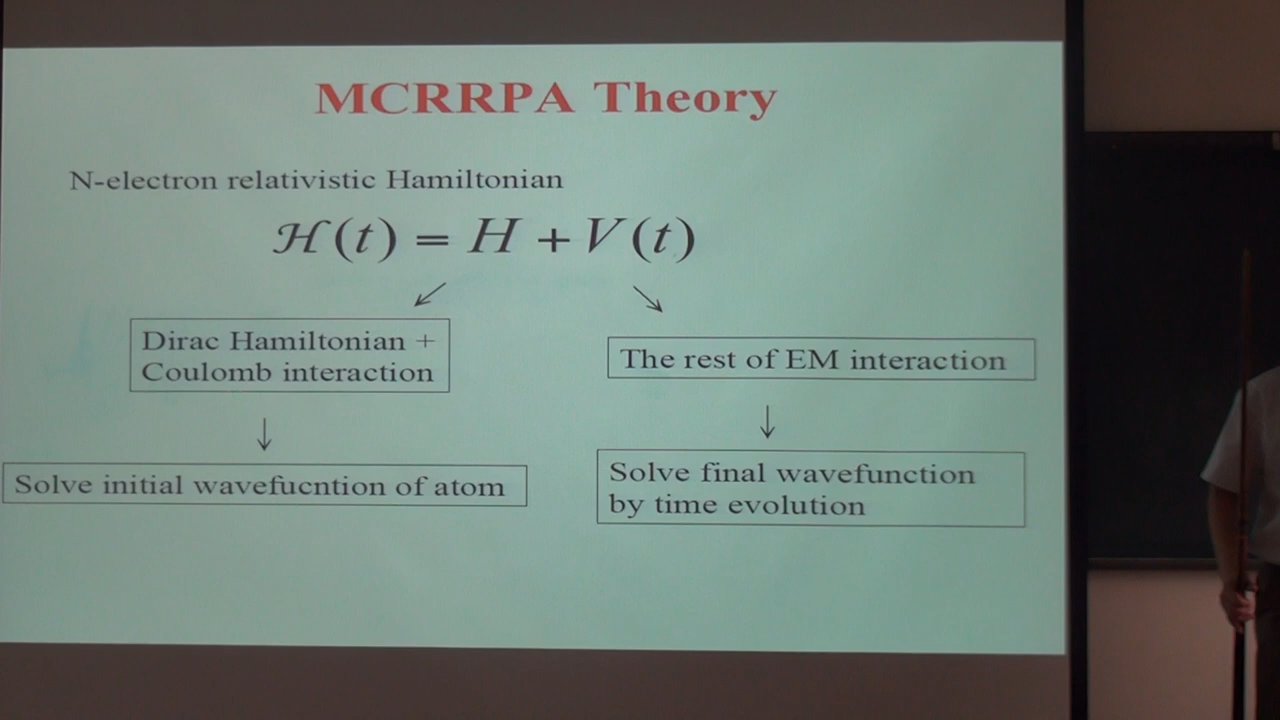 MCRRPA Theory
N-electron relativistic Hamiltonian
ℋ(t) = H + V(t)
Dirac Hamiltonian +
Coulomb interaction
The rest of EM interaction
Solve initial wavefucntion of atom
Solve final wavefunction
by time evolution